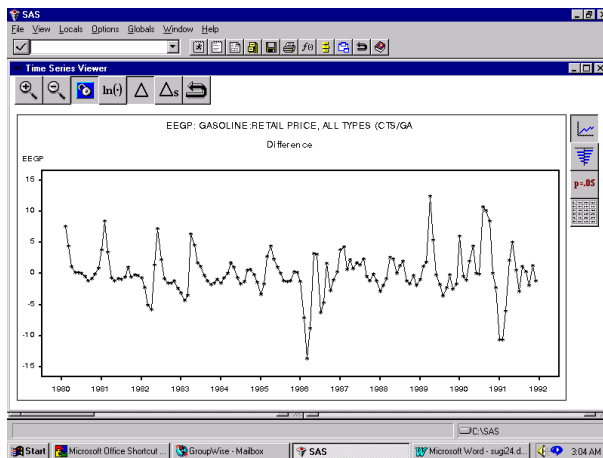 SAS
File View Locals Options Globals Window Help
Time Series Viewer
ln(·) Δ Δs
EEGP: GASOLINE:RETAIL PRICE, ALL TYPES (CTS/GA
Difference
EEGP
15
10
5
0
-5
-10
-15
1980 1981 1982 1983 1984 1985 1986 1987 1988 1989 1990 1991 1992
p=.05
C:\SAS
Start Microsoft Office Shortcut ... GroupWise - Mailbox SAS Microsoft Word - sugi24.d... 3:04 AM